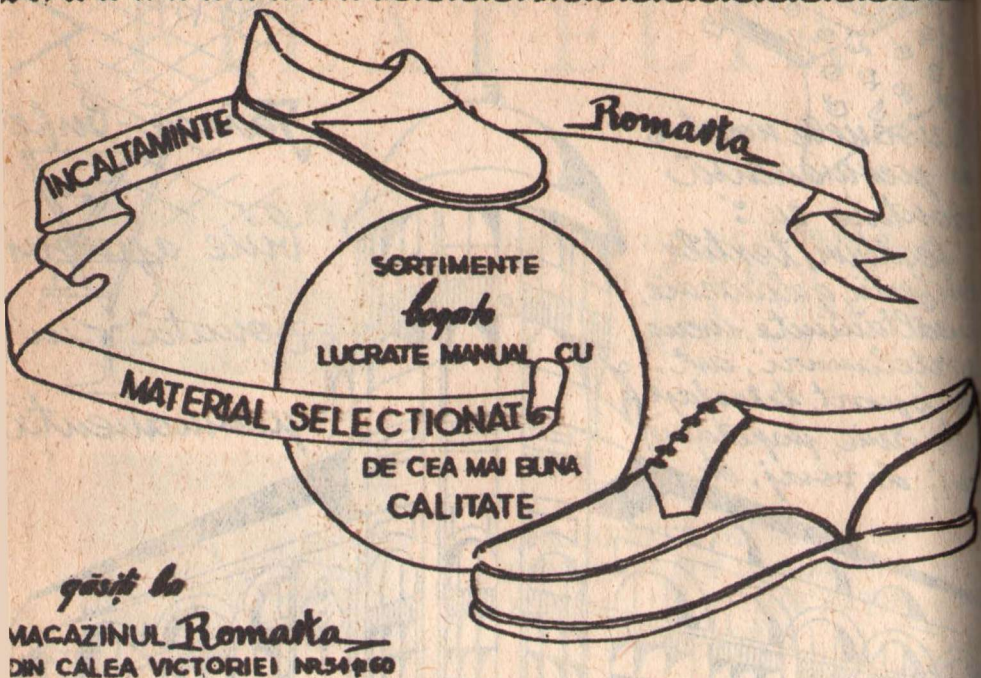 INCALTAMINTE
Romarta
SORTIMENTE
bogate
LUCRATE MANUAL CU
MATERIAL SELECTIONAT
DE CEA MAI BUNA
CALITATE
găsiți la
MAGAZINUL Romarta
DIN CALEA VICTORIEI NR.54 și 60